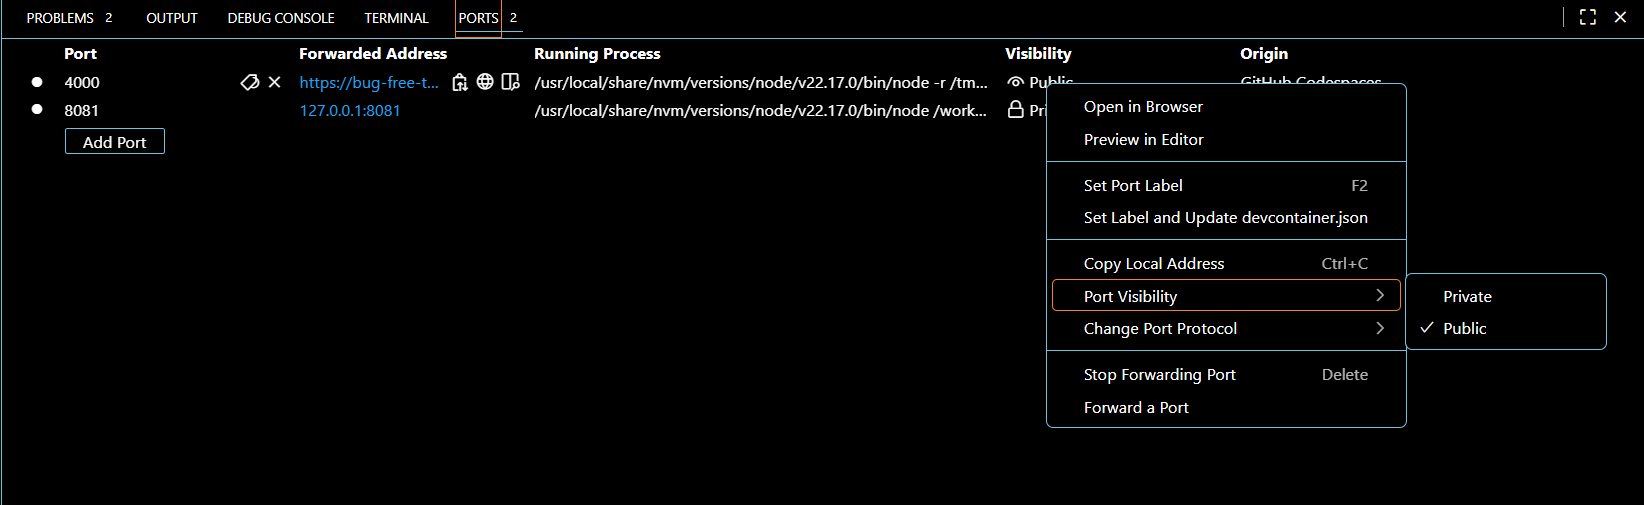 PROBLEMS 2 OUTPUT DEBUG CONSOLE TERMINAL PORTS 2
Port Forwarded Address Running Process Visibility Origin
4000 https://bug-free-t... /usr/local/share/nvm/versions/node/v22.17.0/bin/node -r /tm... Public GitHub Codespaces
8081 127.0.0.1:8081 /usr/local/share/nvm/versions/node/v22.17.0/bin/node /work... Pri
Add Port
Open in Browser
Preview in Editor
Set Port Label F2
Set Label and Update devcontainer.json
Copy Local Address Ctrl+C
Port Visibility Private
Change Port Protocol Public
Stop Forwarding Port Delete
Forward a Port